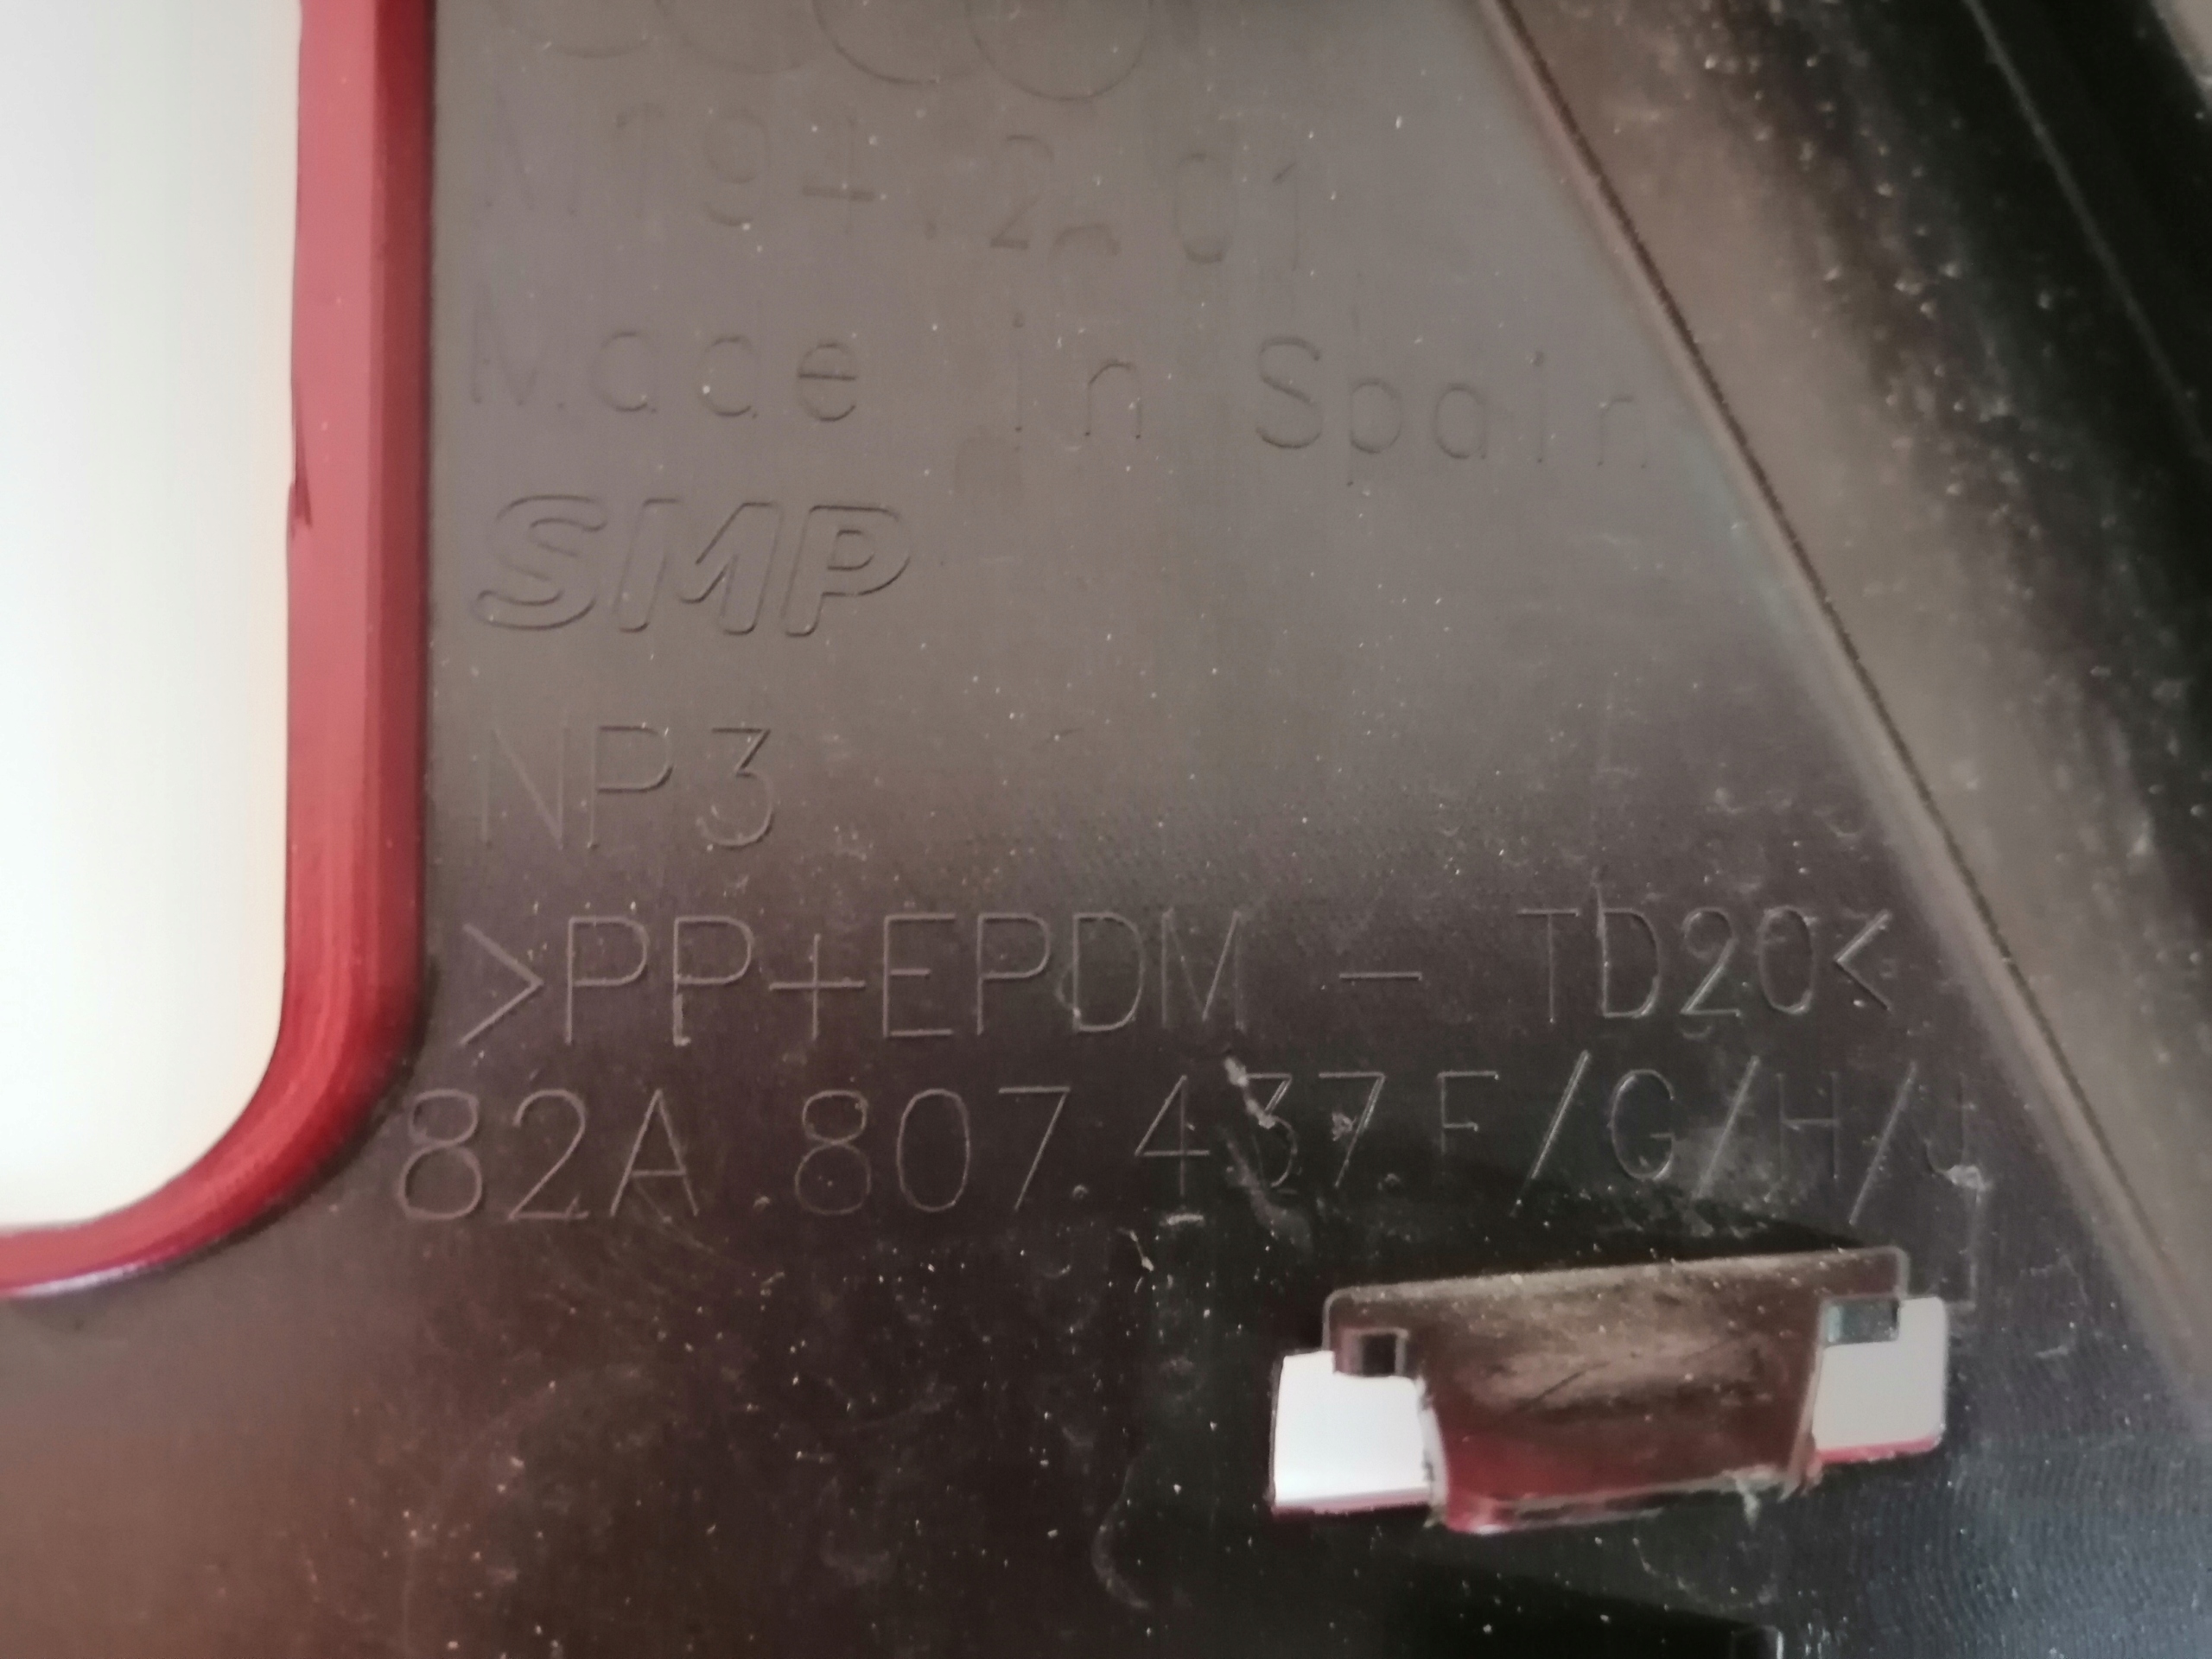 Made in Spain
SMP
NP3
>PP+EPDM - TD20<
82A.807.437.F/G/H/J